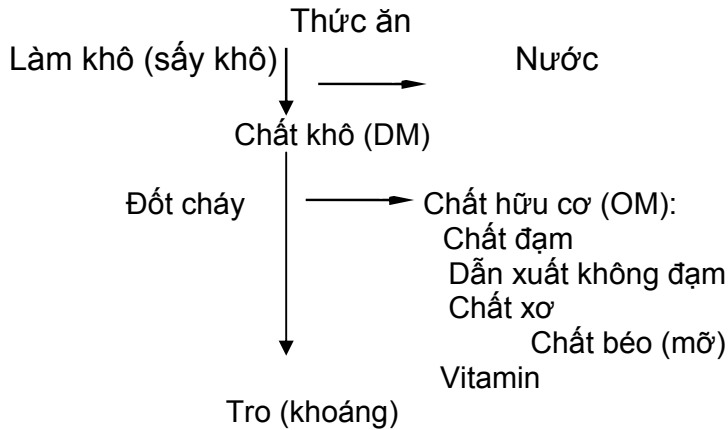 Thức ăn
Làm khô (sấy khô) Nước
Chất khô (DM)
Đốt cháy Chất hữu cơ (OM):
Chất đạm
Dẫn xuất không đạm
Chất xơ
Chất béo (mỡ)
Vitamin
Tro (khoáng)